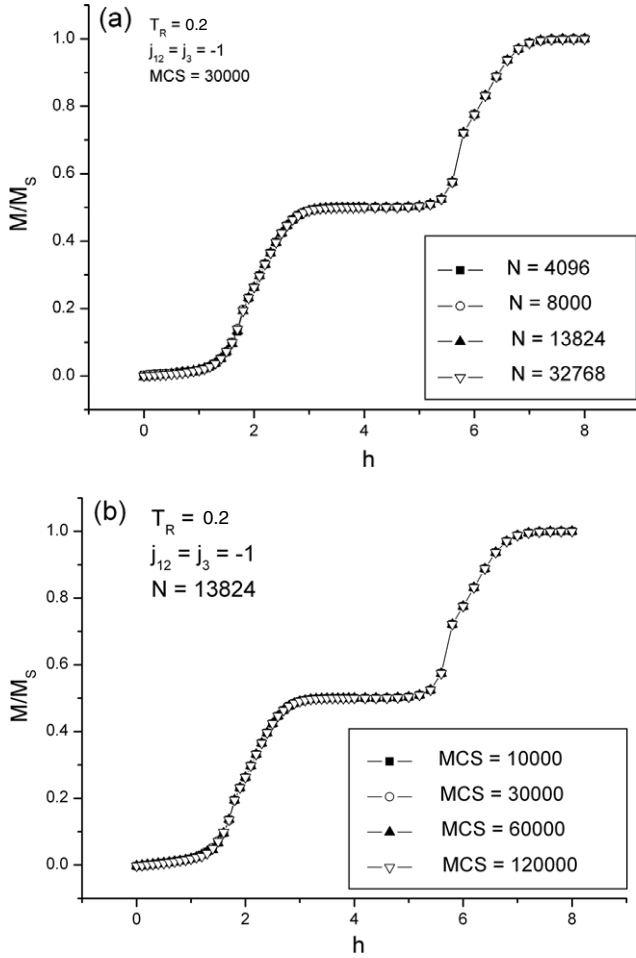 (a)
T_R = 0.2
j_12 = j_3 = -1
MCS = 30000
M/M_S
1.0
0.8
0.6
0.4
0.2
0.0
N = 4096
N = 8000
N = 13824
N = 32768
0 2 4 6 8
h
(b)
T_R = 0.2
j_12 = j_3 = -1
N = 13824
M/M_S
1.0
0.8
0.6
0.4
0.2
0.0
MCS = 10000
MCS = 30000
MCS = 60000
MCS = 120000
0 2 4 6 8
h